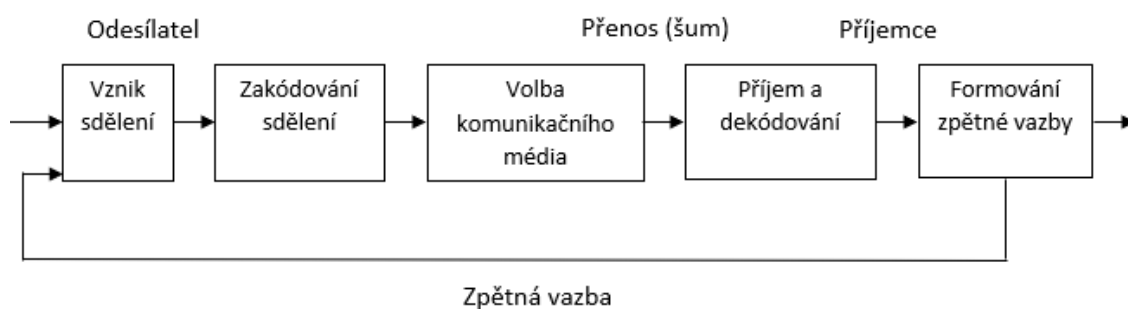 Odesílatel
Přenos (šum)
Příjemce
Vznik
sdělení
Zakódování
sdělení
Volba
komunikačního
média
Příjem a
dekódování
Formování
zpětné vazby
Zpětná vazba